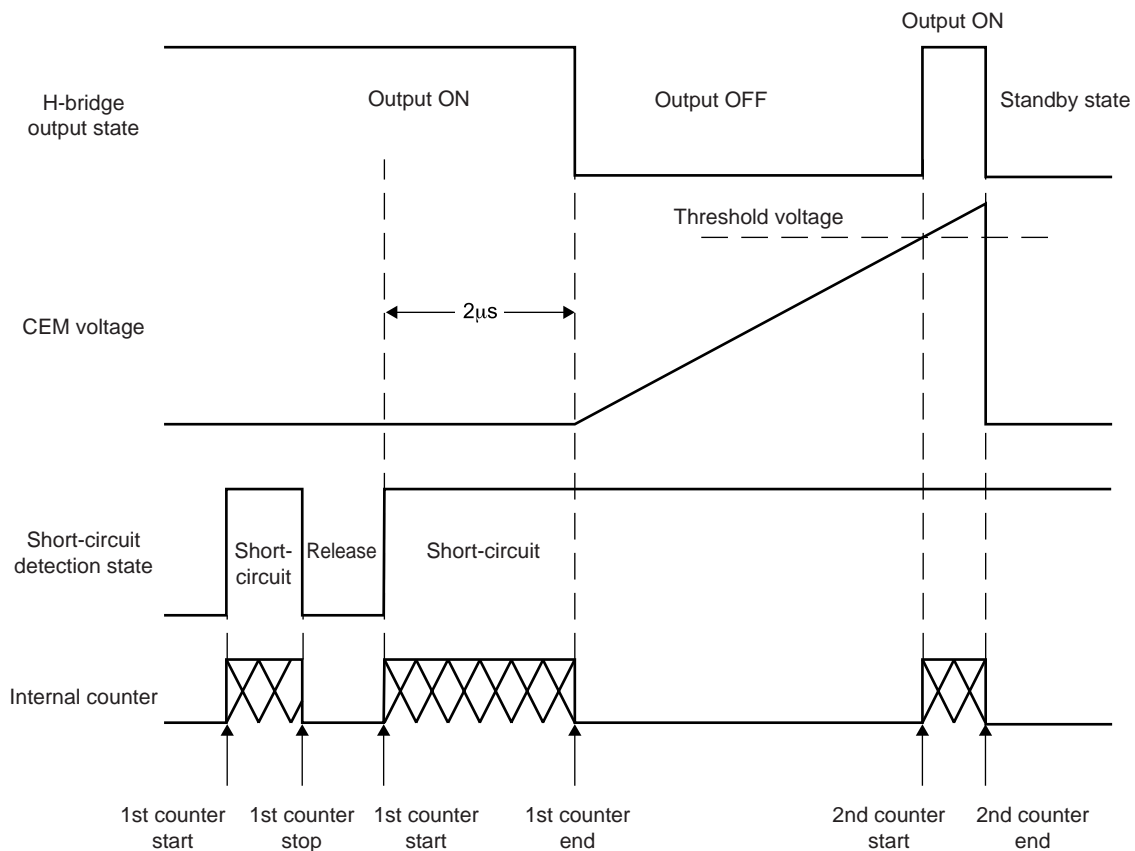 Output ON
H-bridge
output state
Output ON
Output OFF
Standby state
Threshold voltage
2μs
CEM voltage
Short-circuit
detection state
Short-
circuit
Release
Short-circuit
Internal counter
1st counter
start
1st counter
stop
1st counter
start
1st counter
end
2nd counter
start
2nd counter
end